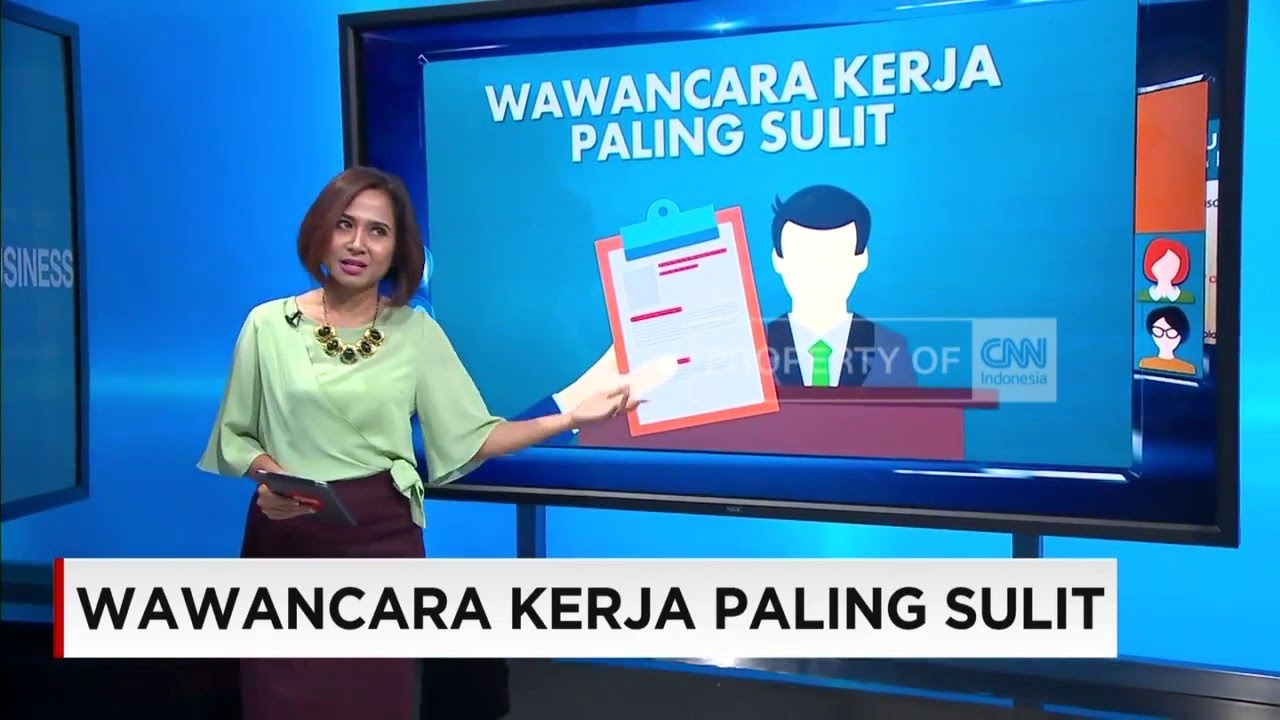 WAWANCARA KERJA
PALING SULIT
PROPERTY OF CNN
Indonesia
WAWANCARA KERJA PALING SULIT